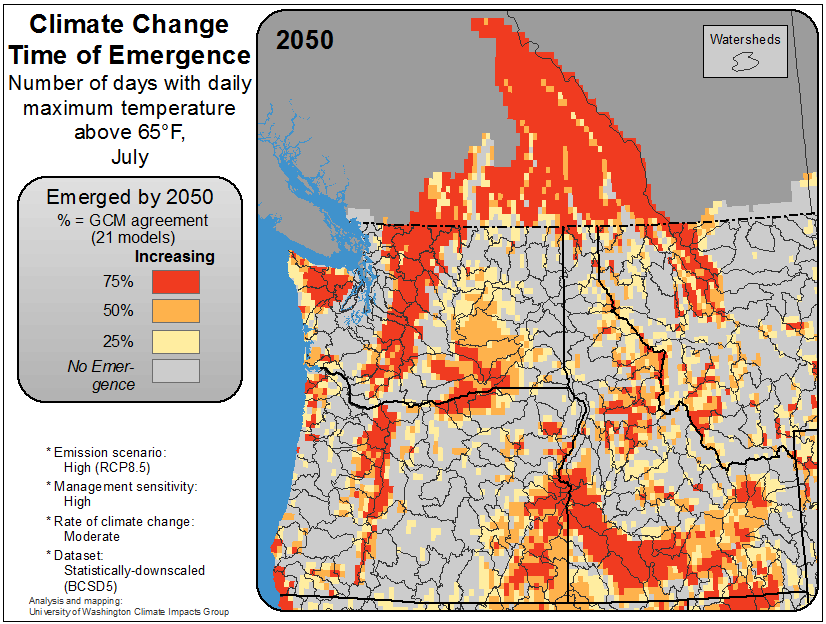 Climate Change
Time of Emergence
Number of days with daily
maximum temperature
above 65°F,
July
Emerged by 2050
% = GCM agreement
(21 models)
Increasing
75%
50%
25%
No Emer-
gence
* Emission scenario:
High (RCP8.5)
* Management sensitivity:
High
* Rate of climate change:
Moderate
* Dataset:
Statistically-downscaled
(BCSD5)
Analysis and mapping:
University of Washington Climate Impacts Group
2050
Watersheds